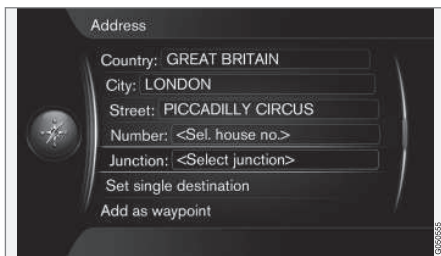 Address
Country: GREAT BRITAIN
City: LONDON
Street: PICCADILLY CIRCUS
Number: <Sel. house no.>
Junction: <Select junction>
Set single destination
Add as waypoint
G050555